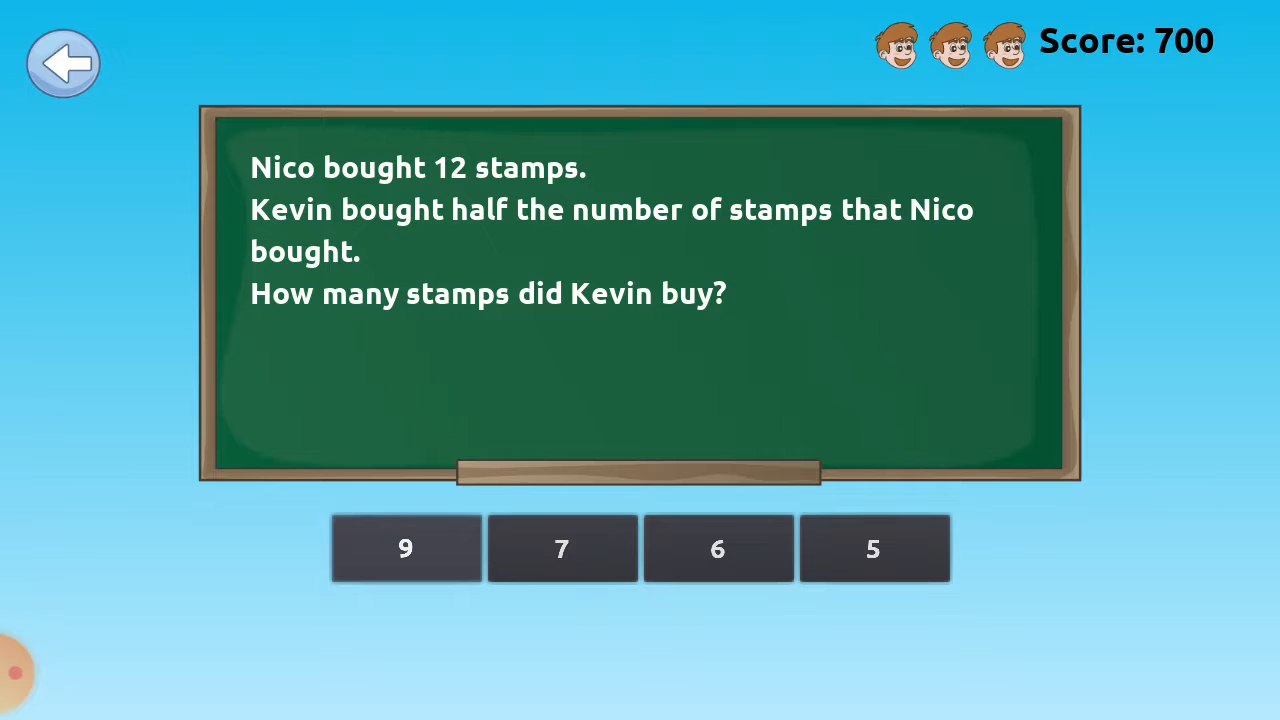 Score: 700
Nico bought 12 stamps.
Kevin bought half the number of stamps that Nico
bought.
How many stamps did Kevin buy?
9 7 6 5